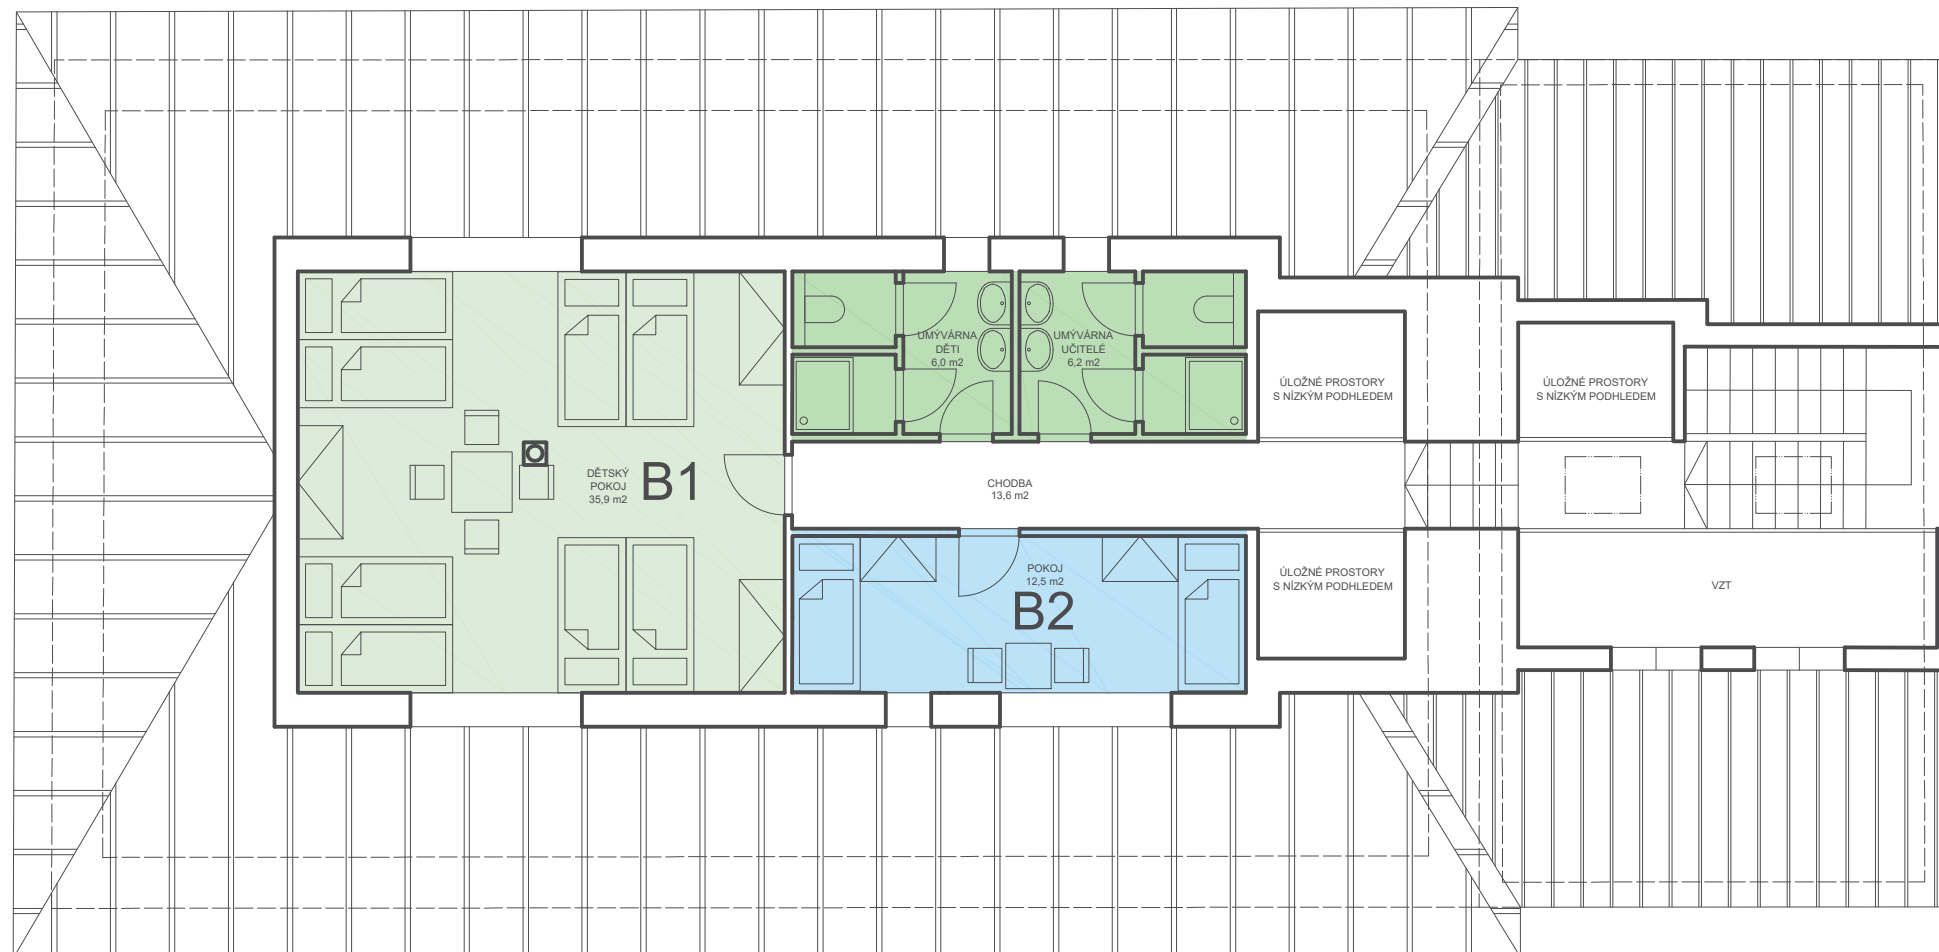 UMÝVÁRNA
DĚTI
6,0 m2
UMÝVÁRNA
UČITELÉ
6,2 m2
ÚLOŽNÉ PROSTORY
S NÍZKÝM PODHLEDEM
ÚLOŽNÉ PROSTORY
S NÍZKÝM PODHLEDEM
DĚTSKÝ
POKOJ
35,9 m2
B1
CHODBA
13,6 m2
POKOJ
12,5 m2
B2
ÚLOŽNÉ PROSTORY
S NÍZKÝM PODHLEDEM
VZT